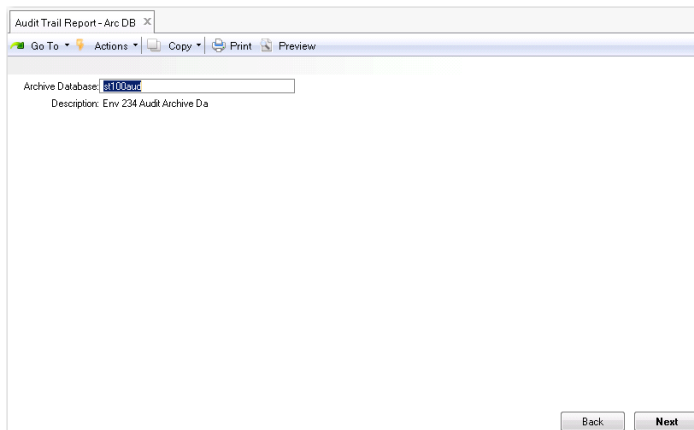 Audit Trail Report - Arc DB X
Go To Actions Copy Print Preview
Archive Database: st100aud
Description: Env 234 Audit Archive Da
Back Next